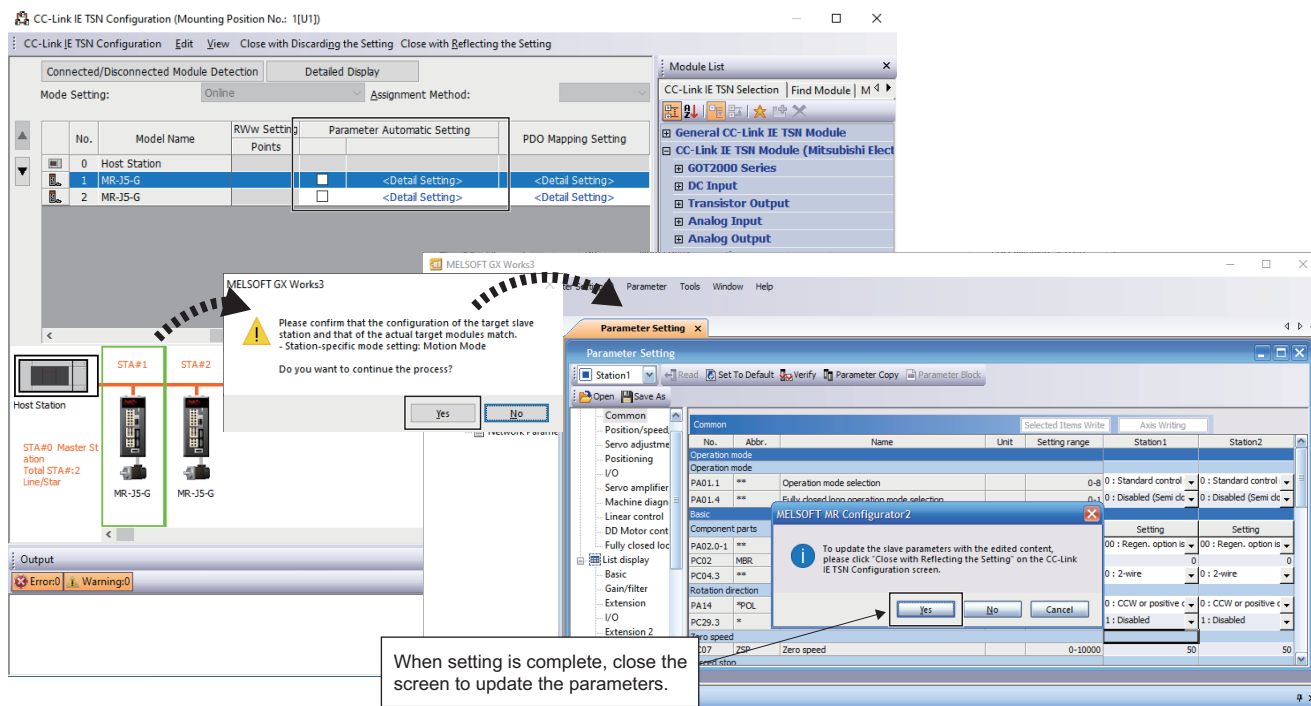 CC-Link IE TSN Configuration (Mounting Position No.: 1[U1])
CC-Link IE TSN Configuration Edit View Close with Discarding the Setting Close with Reflecting the Setting
Connected/Disconnected Module Detection Detailed Display
Mode Setting: Online Assignment Method:
No. Model Name RWw Setting Parameter Automatic Setting PDO Mapping Setting
Points
0 Host Station
1 MR-J5-G <Detail Setting> <Detail Setting>
2 MR-J5-G <Detail Setting> <Detail Setting>
Module List
CC-Link IE TSN Selection Find Module M
General CC-Link IE TSN Module
CC-Link IE TSN Module (Mitsubishi Elect
GOT2000 Series
DC Input
Transistor Output
Analog Input
Analog Output
STA#1 STA#2
Host Station
STA#0 Master St
ation
Total STA#:2
Line/Star
MR-J5-G MR-J5-G
Output
Error:0 Warning:0
MELSOFT GX Works3
Please confirm that the configuration of the target slave
station and that of the actual target modules match.
- Station-specific mode setting: Motion Mode
Do you want to continue the process?
Yes No
MELSOFT GX Works3
Parameter Tools Window Help
Parameter Setting
Parameter Setting
Station1 Read Set To Default Verify Parameter Copy Parameter Block
Open Save As
Common
Position/speed,
Servo adjustme
Positioning
I/O
Servo amplifier
Machine diagn
Linear control
DD Motor cont
Fully closed loc
List display
Basic
Gain/filter
Extension
I/O
Extension 2
Common Selected Items Write Axis Writing
No. Abbr. Name Unit Setting range Station1 Station2
Operation mode
Operation mode
PA01.1 ** Operation mode selection 0-8 0 : Standard control 0 : Standard control
PA01.4 ** Fully closed loop operation mode selection 0-1 0 : Disabled (Semi clc 0 : Disabled (Semi clc
Basic
Component parts Setting Setting
PA02.0-1 ** 00 : Regen. option is 00 : Regen. option is
PC02 MBR 0 0
PC04.3 ** 0 : 2-wire 0 : 2-wire
Rotation direction
PA14 *POL 0 : CCW or positive c 0 : CCW or positive c
PC29.3 * 1 : Disabled 1 : Disabled
Zero speed
ZSP Zero speed 0-10000 50 50
MELSOFT MR Configurator2
To update the slave parameters with the edited content,
please click "Close with Reflecting the Setting" on the CC-Link
IE TSN Configuration screen.
Yes No Cancel
When setting is complete, close the
screen to update the parameters.